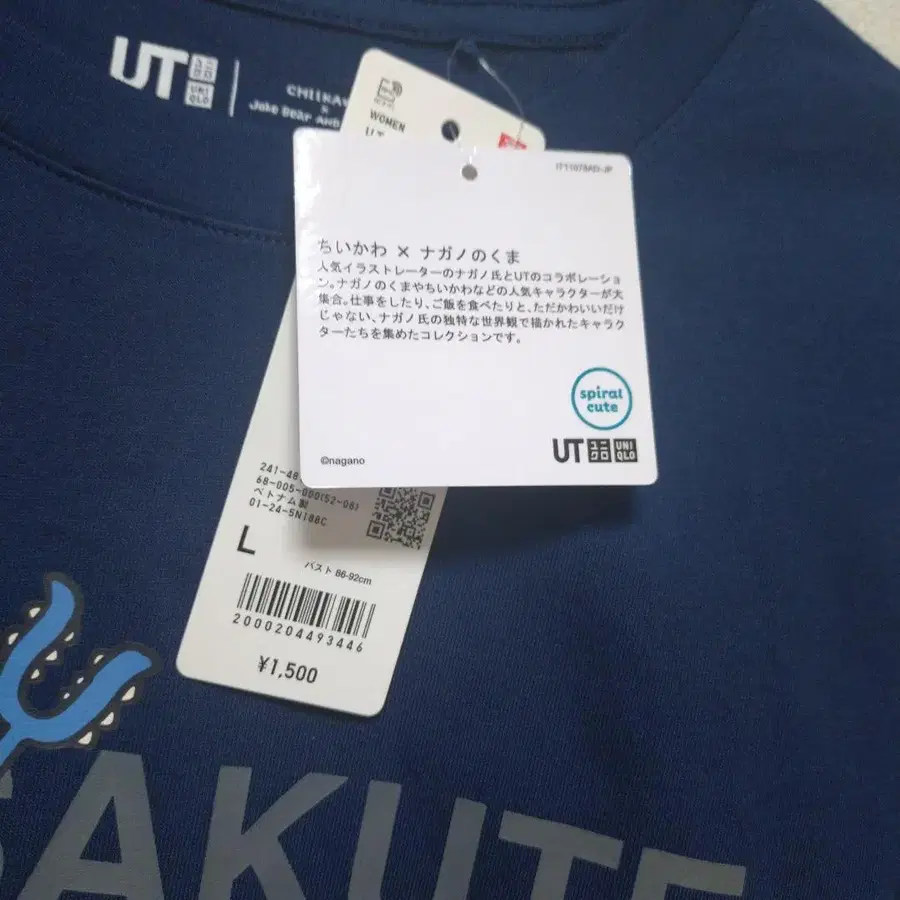 UT ユニクロ UNIQLO
CHIIKAW
×
WOMEN
UT
ちいかわ × ナガノのくま
人気イラストレーターのナガノ氏とUTのコラボレーショ
ン。ナガノのくまやちいかわなどの人気キャラクターが大
集合。仕事をしたり、ご飯を食べたりと、ただかわいいだけ
じゃない、ナガノ氏の独特な世界観で描かれたキャラク
ターたちを集めたコレクションです。
spiral
cute
UT ユニクロ UNIQLO
©nagano
241-48
68-005-000(52-08)
ベトナム製
01-24-5N188C
L
バスト 86-92cm
2000204493446
¥1,500
SAKUTE